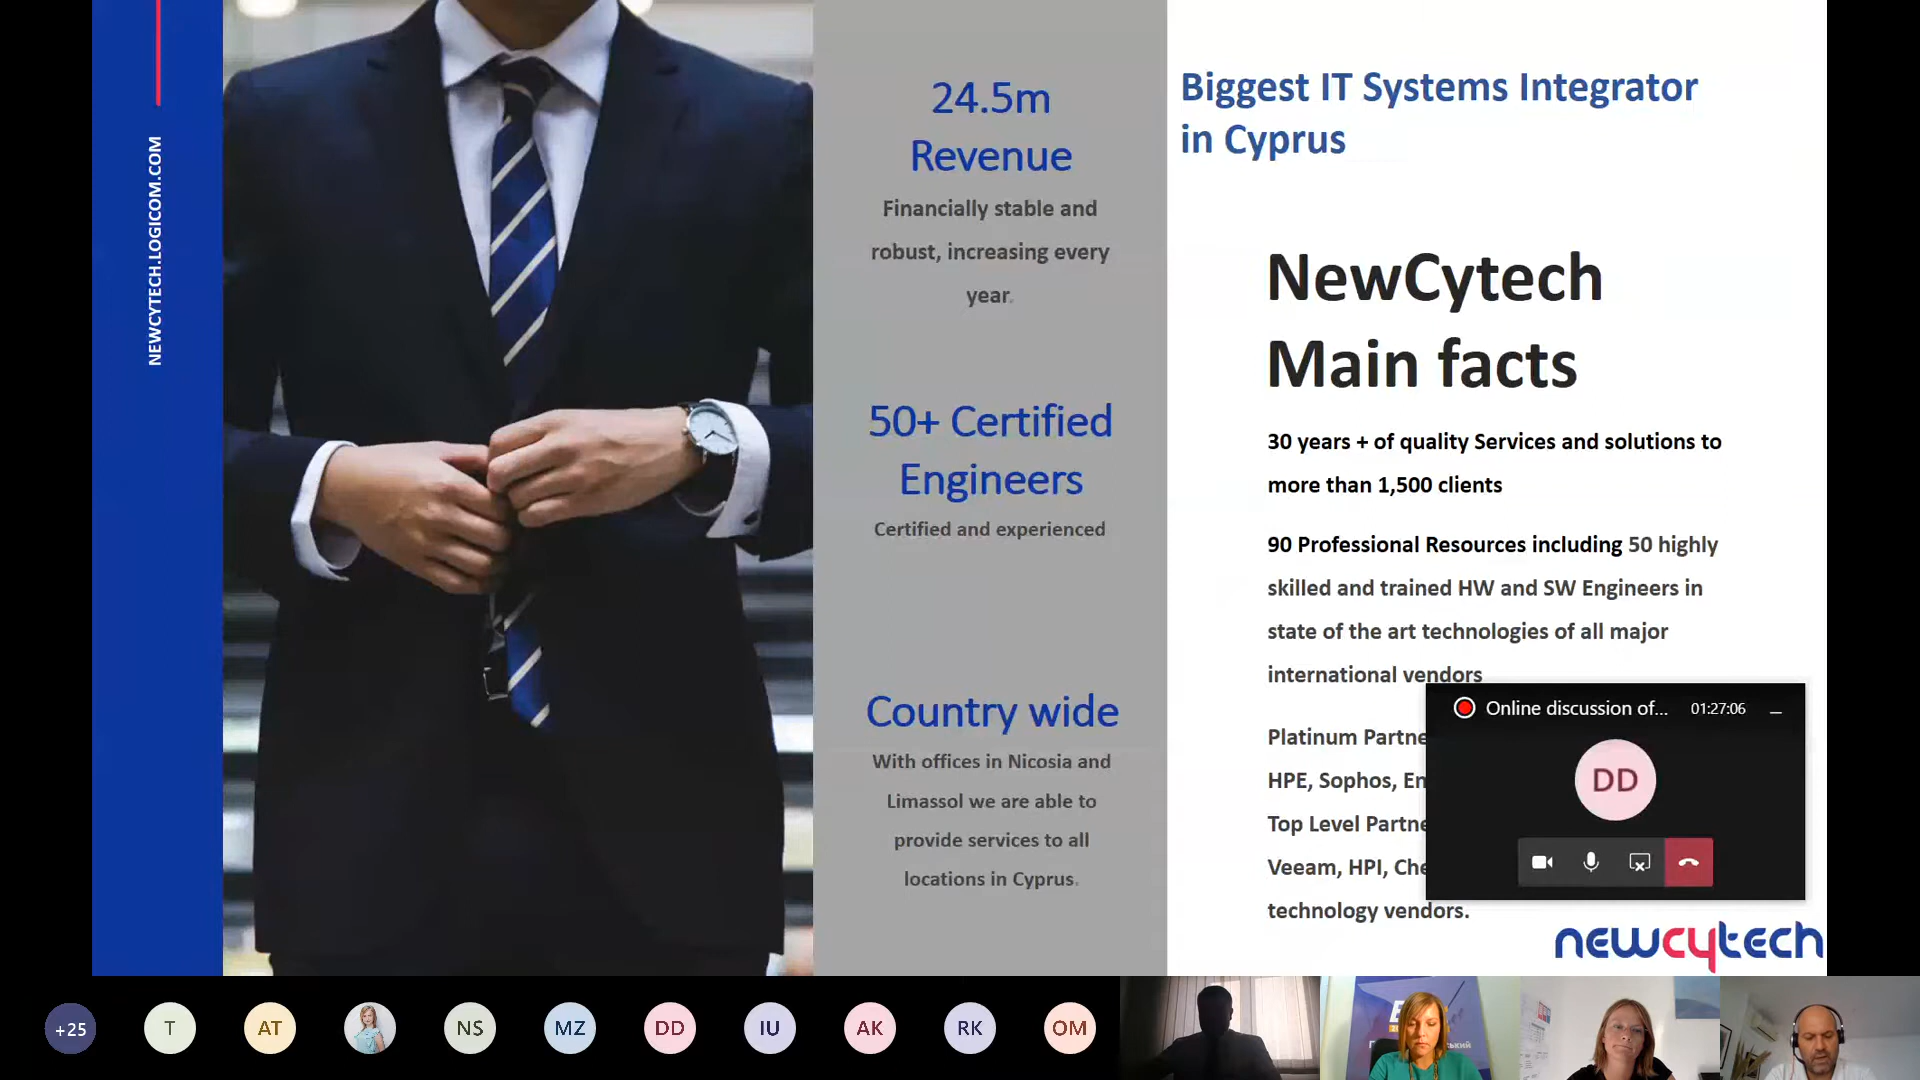 NEWCYTECH.LOGICOM.COM
24.5m
Revenue
Financially stable and
robust, increasing every
year.
50+ Certified
Engineers
Certified and experienced
Country wide
With offices in Nicosia and
Limassol we are able to
provide services to all
locations in Cyprus.
Biggest IT Systems Integrator
in Cyprus
NewCytech
Main facts
30 years + of quality Services and solutions to
more than 1,500 clients
90 Professional Resources including 50 highly
skilled and trained HW and SW Engineers in
state of the art technologies of all major
international vendors
Platinum Partne
HPE, Sophos, En
Top Level Partne
Veeam, HPI, Che
technology vendors.
Online discussion of... 01:27:06
DD
newcytech
+25 T AT NS MZ DD IU AK RK OM